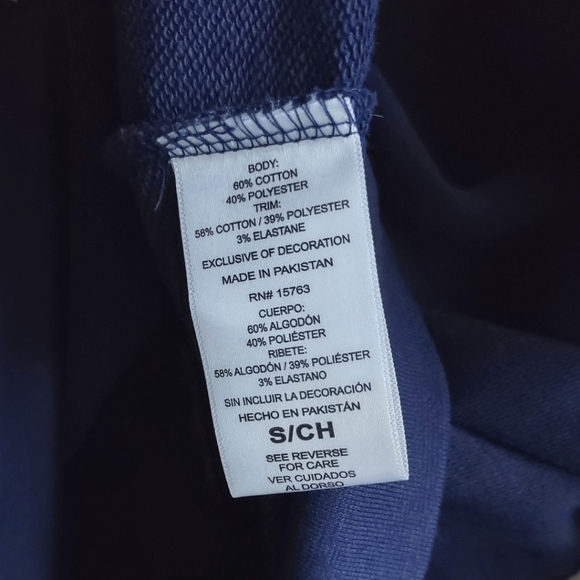 BODY:
60% COTTON
40% POLYESTER
TRIM:
58% COTTON / 39% POLYESTER
3% ELASTANE
EXCLUSIVE OF DECORATION
MADE IN PAKISTAN
RN# 15763
CUERPO:
60% ALGODÓN
40% POLIÉSTER
RIBETE:
58% ALGODÓN / 39% POLIÉSTER
3% ELASTANO
SIN INCLUIR LA DECORACIÓN
HECHO EN PAKISTÁN
S/CH
SEE REVERSE
FOR CARE
VER CUIDADOS
AL DORSO